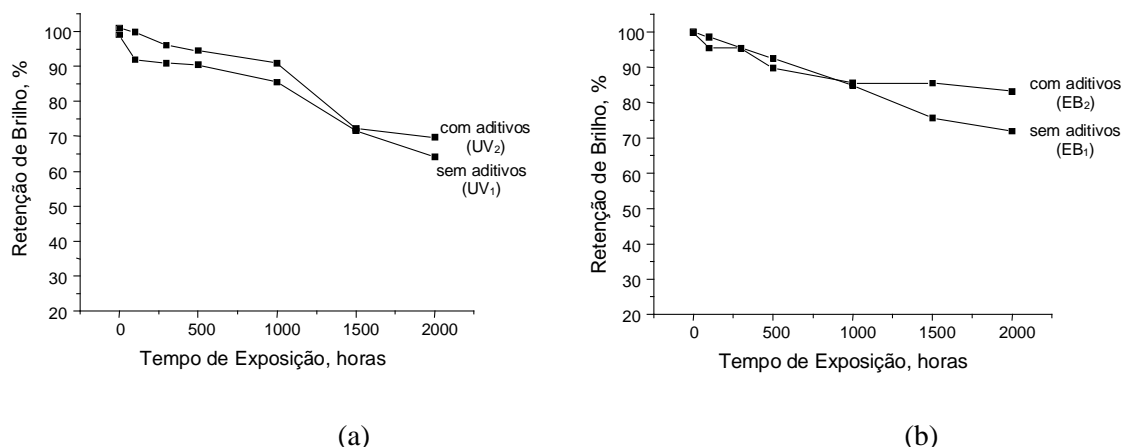 Retenção de Brilho, %
100
90
80
70
60
50
40
30
20
0 500 1000 1500 2000
Tempo de Exposição, horas
com aditivos
(UV₂)
sem aditivos
(UV₁)
(a)
Retenção de Brilho, %
100
90
80
70
60
50
40
30
20
0 500 1000 1500 2000
Tempo de Exposição, horas
com aditivos
(EB₂)
sem aditivos
(EB₁)
(b)